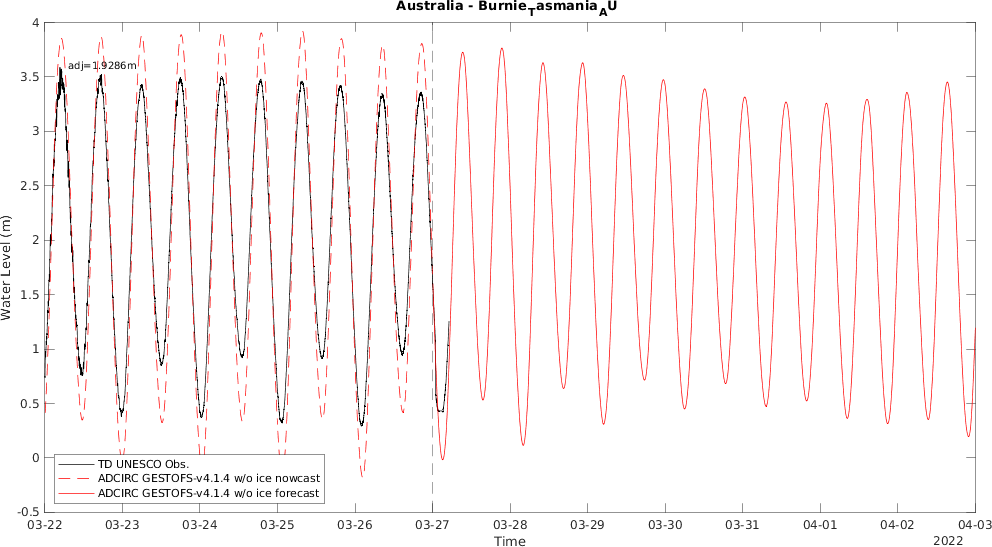 Australia - BurnieTasmaniaAU
adj=1.9286m
4
3.5
3
2.5
2
1.5
1
0.5
0
-0.5
Water Level (m)
TD UNESCO Obs.
ADCIRC GESTOFS-v4.1.4 w/o ice nowcast
ADCIRC GESTOFS-v4.1.4 w/o ice forecast
03-22 03-23 03-24 03-25 03-26 03-27 03-28 03-29 03-30 03-31 04-01 04-02 04-03
Time
2022